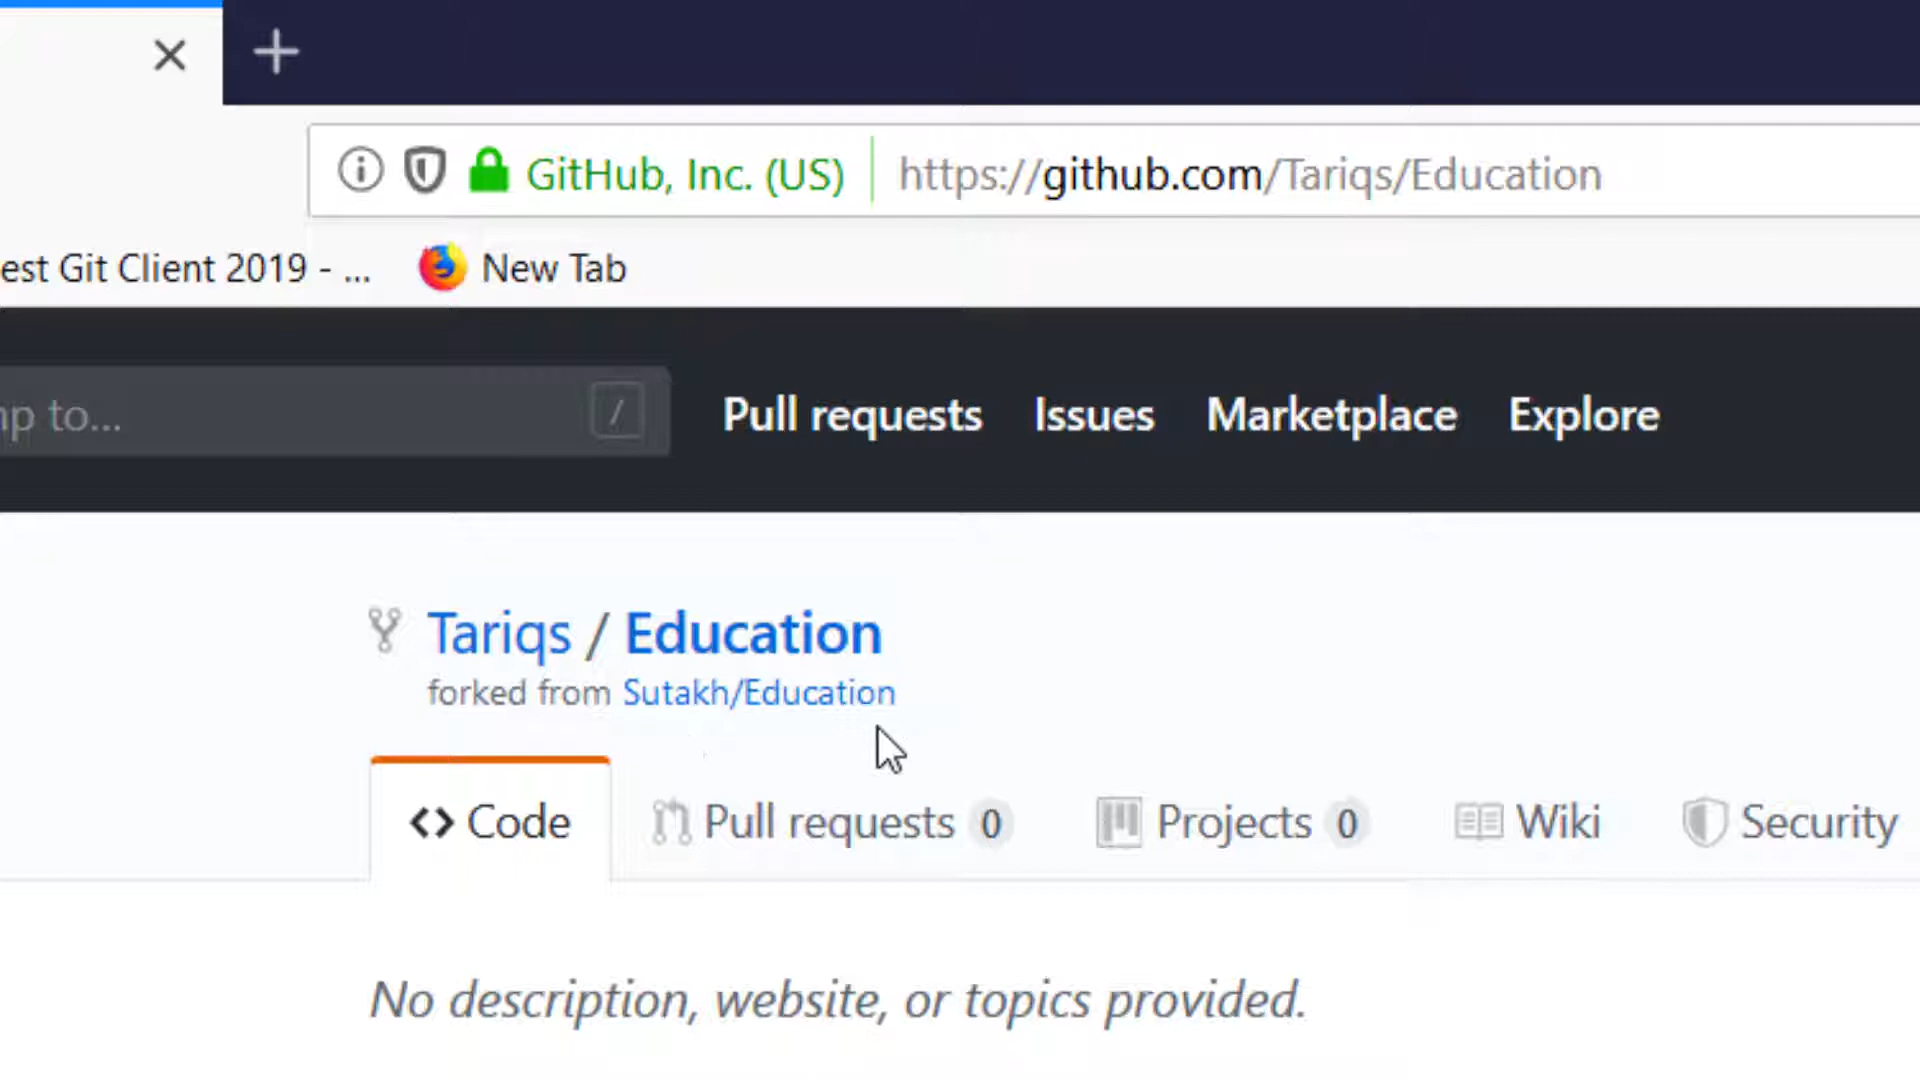 GitHub, Inc. (US) https://github.com/Tariqs/Education
est Git Client 2019 - ... New Tab
mp to... / Pull requests Issues Marketplace Explore
Tariqs / Education
forked from Sutakh/Education
<> Code Pull requests 0 Projects 0 Wiki Security
No description, website, or topics provided.